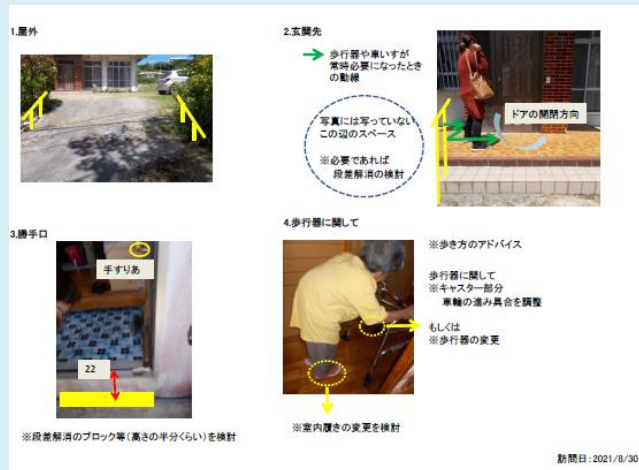 1.屋外
2.玄関先
歩行器や車いすが
常時必要になったとき
の動線
写真には写っていない
この辺のスペース
※必要であれば
段差解消の検討
ドアの開閉方向
3.勝手口
手すりあ
22
※段差解消のブロック等(高さの半分くらい)を検討
4.歩行器に関して
※歩き方のアドバイス
歩行器に関して
※キャスター部分
車輪の進み具合を調整
もしくは
※歩行器の変更
※室内履きの変更を検討
訪問日:2021/8/30